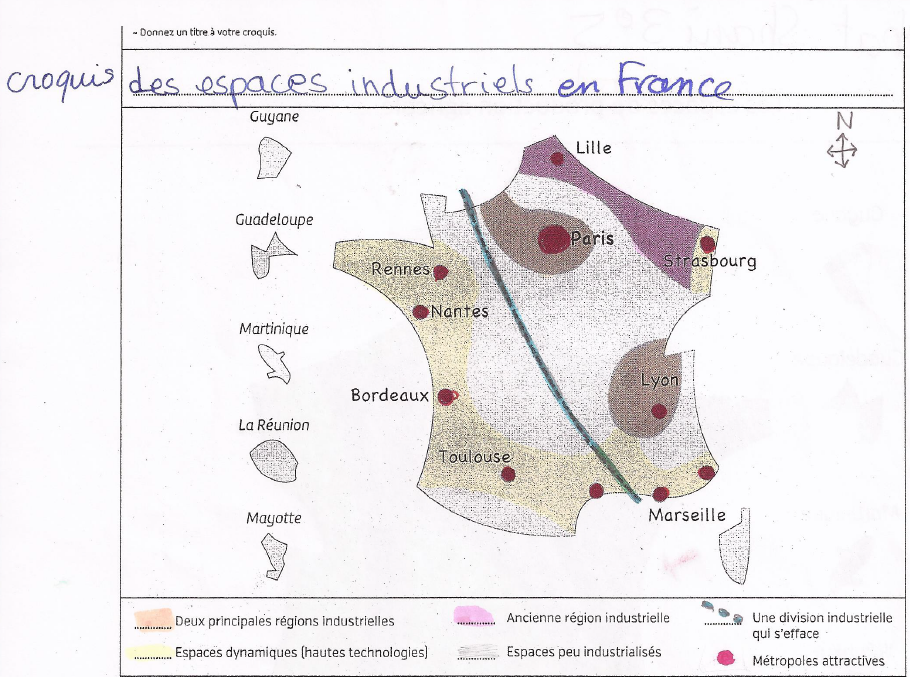 - Donnez un titre à votre croquis.
croquis des espaces industriels en France
Guyane
N
Lille
Guadeloupe
Paris
Strasbourg
Rennes
Nantes
Martinique
Lyon
Bordeaux
La Réunion
Toulouse
Marseille
Mayotte
Deux principales régions industrielles
Ancienne région industrielle
Une division industrielle
qui s'efface
Espaces dynamiques (hautes technologies)
Espaces peu industrialisés
Métropoles attractives